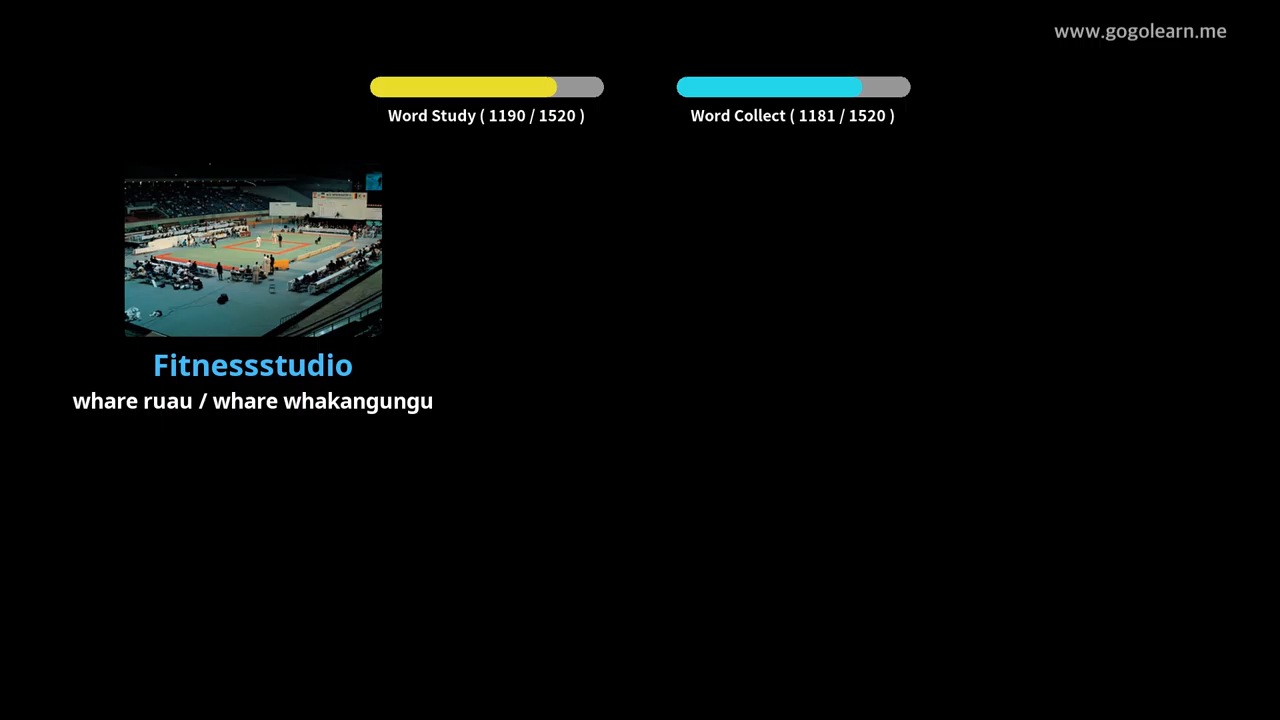 www.gogolearn.me
Word Study ( 1190 / 1520 )
Word Collect ( 1181 / 1520 )
Fitnessstudio
whare ruau / whare whakangungu